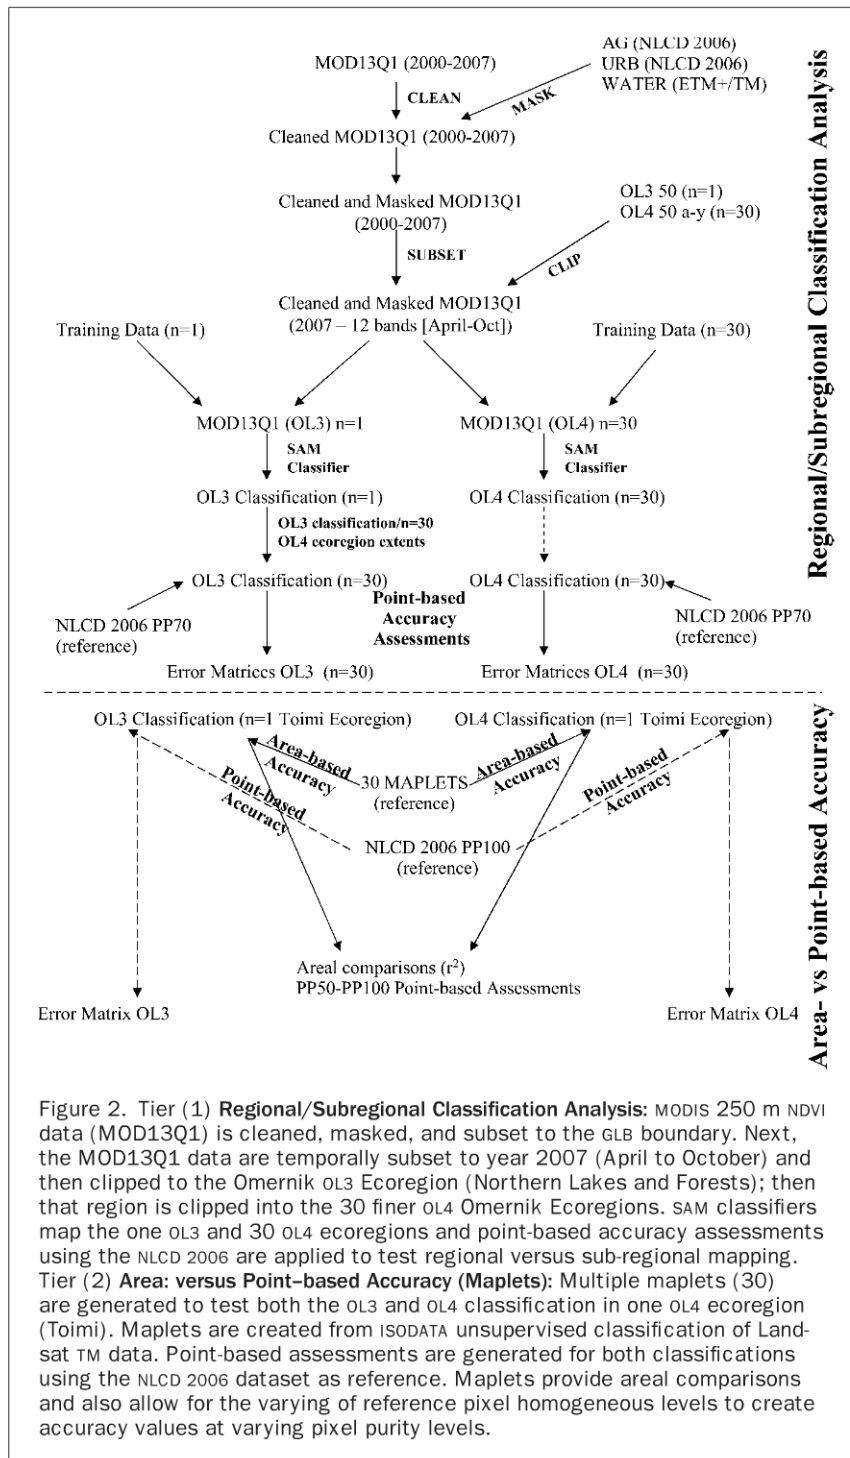 AG (NLCD 2006)
URB (NLCD 2006)
WATER (ETM+/TM)
MOD13Q1 (2000-2007)
CLEAN
MASK
Cleaned MOD13Q1 (2000-2007)
Cleaned and Masked MOD13Q1
(2000-2007)
OL3 50 (n=1)
OL4 50 a-y (n=30)
SUBSET
CLIP
Cleaned and Masked MOD13Q1
(2007 – 12 bands [April-Oct])
Training Data (n=1)
Training Data (n=30)
MOD13Q1 (OL3) n=1
MOD13Q1 (OL4) n=30
SAM
Classifier
SAM
Classifier
OL3 Classification (n=1)
OL4 Classification (n=30)
OL3 classification/n=30
OL4 ecoregion extents
OL3 Classification (n=30)
OL4 Classification (n=30)
Point-based
Accuracy
Assessments
NLCD 2006 PP70
(reference)
NLCD 2006 PP70
(reference)
Error Matrices OL3 (n=30)
Error Matrices OL4 (n=30)
Regional/Subregional Classification Analysis
OL3 Classification (n=1 Toimi Ecoregion)
OL4 Classification (n=1 Toimi Ecoregion)
Area-based
Accuracy
Area-based
Accuracy
Point-based
Accuracy
Point-based
Accuracy
30 MAPLETS
(reference)
NLCD 2006 PP100
(reference)
Areal comparisons (r²)
PP50-PP100 Point-based Assessments
Error Matrix OL3
Error Matrix OL4
Area- vs Point-based Accuracy
Figure 2. Tier (1) Regional/Subregional Classification Analysis: MODIS 250 m NDVI
data (MOD13Q1) is cleaned, masked, and subset to the GLB boundary. Next,
the MOD13Q1 data are temporally subset to year 2007 (April to October) and
then clipped to the Omernik OL3 Ecoregion (Northern Lakes and Forests); then
that region is clipped into the 30 finer OL4 Omernik Ecoregions. SAM classifiers
map the one OL3 and 30 OL4 ecoregions and point-based accuracy assessments
using the NLCD 2006 are applied to test regional versus sub-regional mapping.
Tier (2) Area: versus Point–based Accuracy (Maplets): Multiple maplets (30)
are generated to test both the OL3 and OL4 classification in one OL4 ecoregion
(Toimi). Maplets are created from ISODATA unsupervised classification of Land-
sat TM data. Point-based assessments are generated for both classifications
using the NLCD 2006 dataset as reference. Maplets provide areal comparisons
and also allow for the varying of reference pixel homogeneous levels to create
accuracy values at varying pixel purity levels.